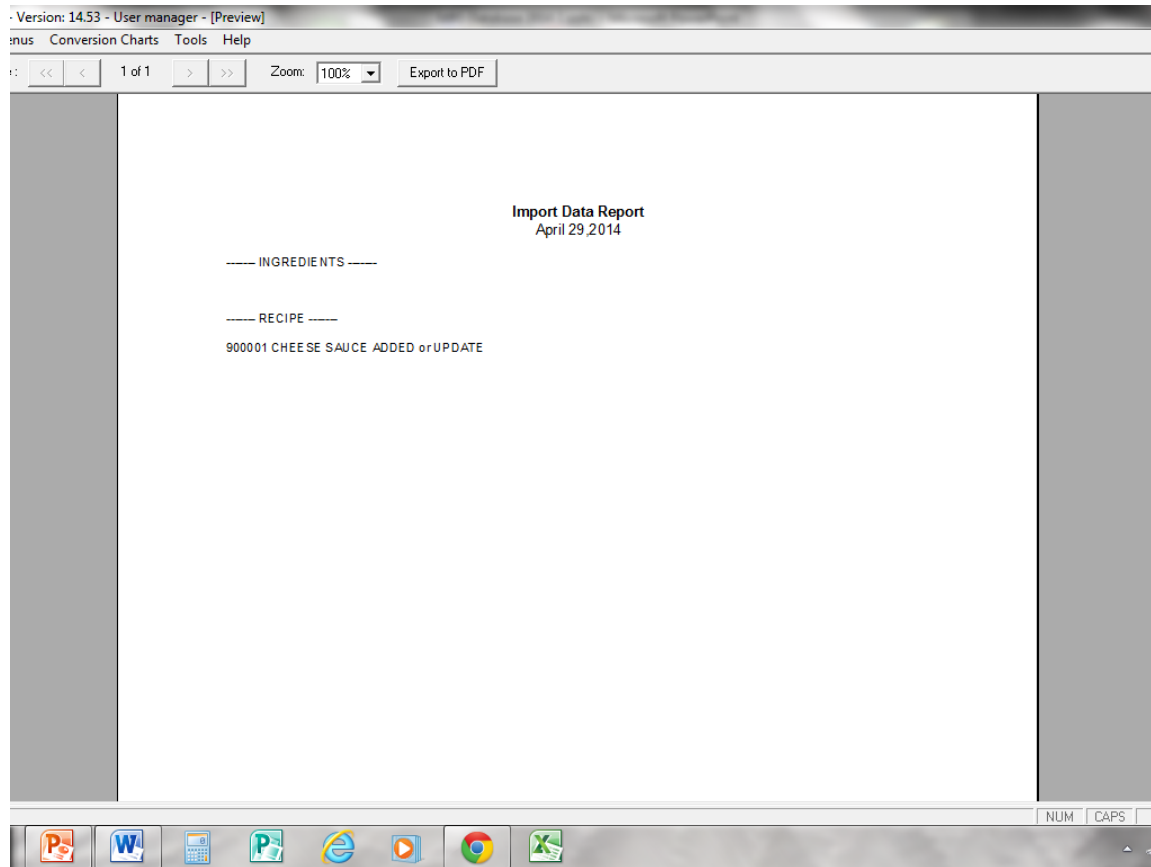 - Version: 14.53 - User manager - [Preview]
enus Conversion Charts Tools Help
: << < 1 of 1 > >> Zoom: 100% Export to PDF
Import Data Report
April 29,2014
------- INGREDIENTS -------
------- RECIPE -------
900001 CHEESE SAUCE ADDED or UPDATE
NUM CAPS